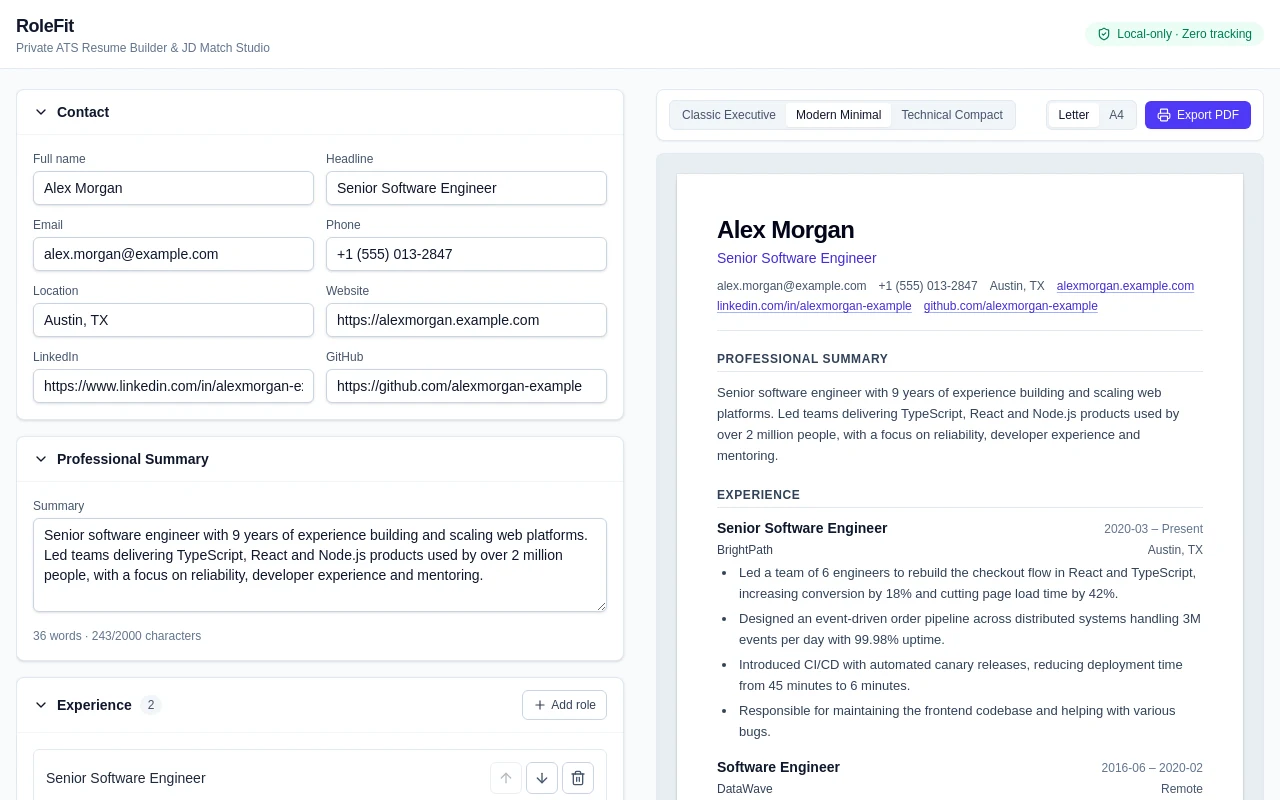 RoleFit
Private ATS Resume Builder & JD Match Studio
Local-only · Zero tracking
Contact
Full name
Alex Morgan
Headline
Senior Software Engineer
Email
alex.morgan@example.com
Phone
+1 (555) 013-2847
Location
Austin, TX
Website
https://alexmorgan.example.com
LinkedIn
https://www.linkedin.com/in/alexmorgan-e
GitHub
https://github.com/alexmorgan-example
Professional Summary
Summary
Senior software engineer with 9 years of experience building and scaling web platforms.
Led teams delivering TypeScript, React and Node.js products used by over 2 million
people, with a focus on reliability, developer experience and mentoring.
36 words · 243/2000 characters
Experience 2
Add role
Senior Software Engineer
Classic Executive
Modern Minimal
Technical Compact
Letter
A4
Export PDF
Alex Morgan
Senior Software Engineer
alex.morgan@example.com +1 (555) 013-2847 Austin, TX alexmorgan.example.com
linkedin.com/in/alexmorgan-example github.com/alexmorgan-example
PROFESSIONAL SUMMARY
Senior software engineer with 9 years of experience building and scaling web
platforms. Led teams delivering TypeScript, React and Node.js products used by
over 2 million people, with a focus on reliability, developer experience and
mentoring.
EXPERIENCE
Senior Software Engineer 2020-03 – Present
BrightPath Austin, TX
• Led a team of 6 engineers to rebuild the checkout flow in React and TypeScript,
increasing conversion by 18% and cutting page load time by 42%.
• Designed an event-driven order pipeline across distributed systems handling 3M
events per day with 99.98% uptime.
• Introduced CI/CD with automated canary releases, reducing deployment time
from 45 minutes to 6 minutes.
• Responsible for maintaining the frontend codebase and helping with various
bugs.
Software Engineer 2016-06 – 2020-02
DataWave Remote